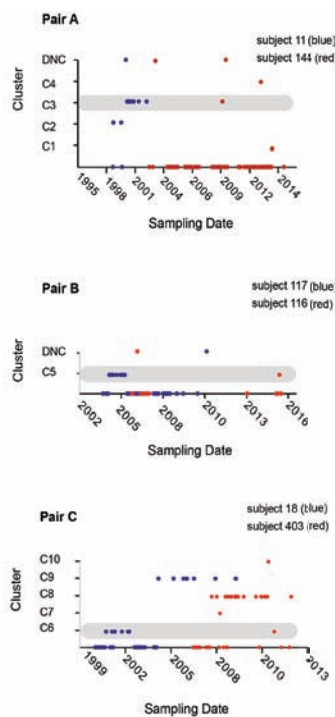 Pair A
subject 11 (blue)
subject 144 (red)
DNC
C4
C3
C2
C1
Cluster
1995 1998 2001 2004 2006 2009 2012 2014
Sampling Date
Pair B
subject 117 (blue)
subject 116 (red)
DNC
C5
Cluster
2002 2005 2008 2010 2013 2016
Sampling Date
Pair C
subject 18 (blue)
subject 403 (red)
C10
C9
C8
C7
C6
Cluster
1999 2002 2005 2008 2010 2013
Sampling Date